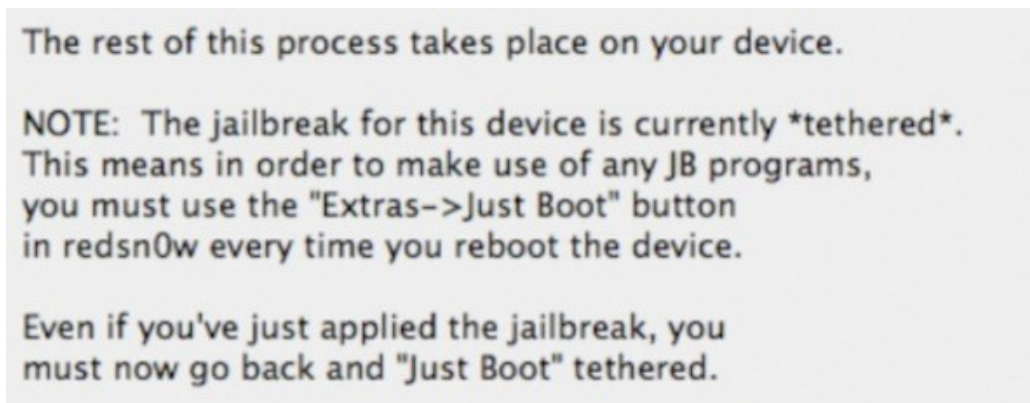 The rest of this process takes place on your device.
NOTE:  The jailbreak for this device is currently *tethered*.
This means in order to make use of any JB programs,
you must use the "Extras->Just Boot" button
in redsn0w every time you reboot the device.
Even if you've just applied the jailbreak, you
must now go back and "Just Boot" tethered.